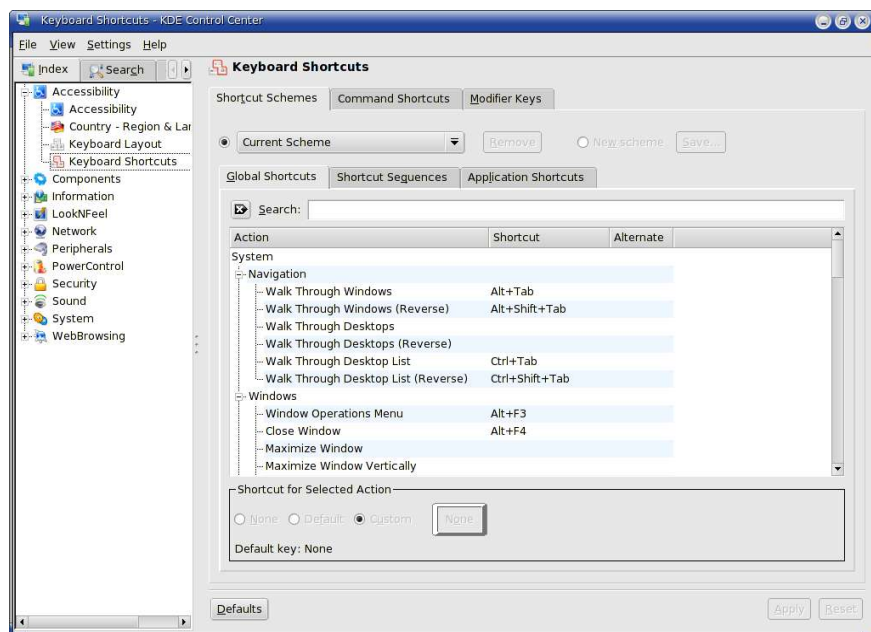 Keyboard Shortcuts - KDE Control Center
File View Settings Help
Index Search
Accessibility
Accessibility
Country - Region & Lar
Keyboard Layout
Keyboard Shortcuts
Components
Information
LookNFeel
Network
Peripherals
PowerControl
Security
Sound
System
WebBrowsing
Keyboard Shortcuts
Shortcut Schemes Command Shortcuts Modifier Keys
Current Scheme Remove New scheme Save...
Global Shortcuts Shortcut Sequences Application Shortcuts
Search:
Action Shortcut Alternate
System
Navigation
Walk Through Windows Alt+Tab
Walk Through Windows (Reverse) Alt+Shift+Tab
Walk Through Desktops
Walk Through Desktops (Reverse)
Walk Through Desktop List Ctrl+Tab
Walk Through Desktop List (Reverse) Ctrl+Shift+Tab
Windows
Window Operations Menu Alt+F3
Close Window Alt+F4
Maximize Window
Maximize Window Vertically
Shortcut for Selected Action
None Default Custom None
Default key: None
Defaults Apply Reset